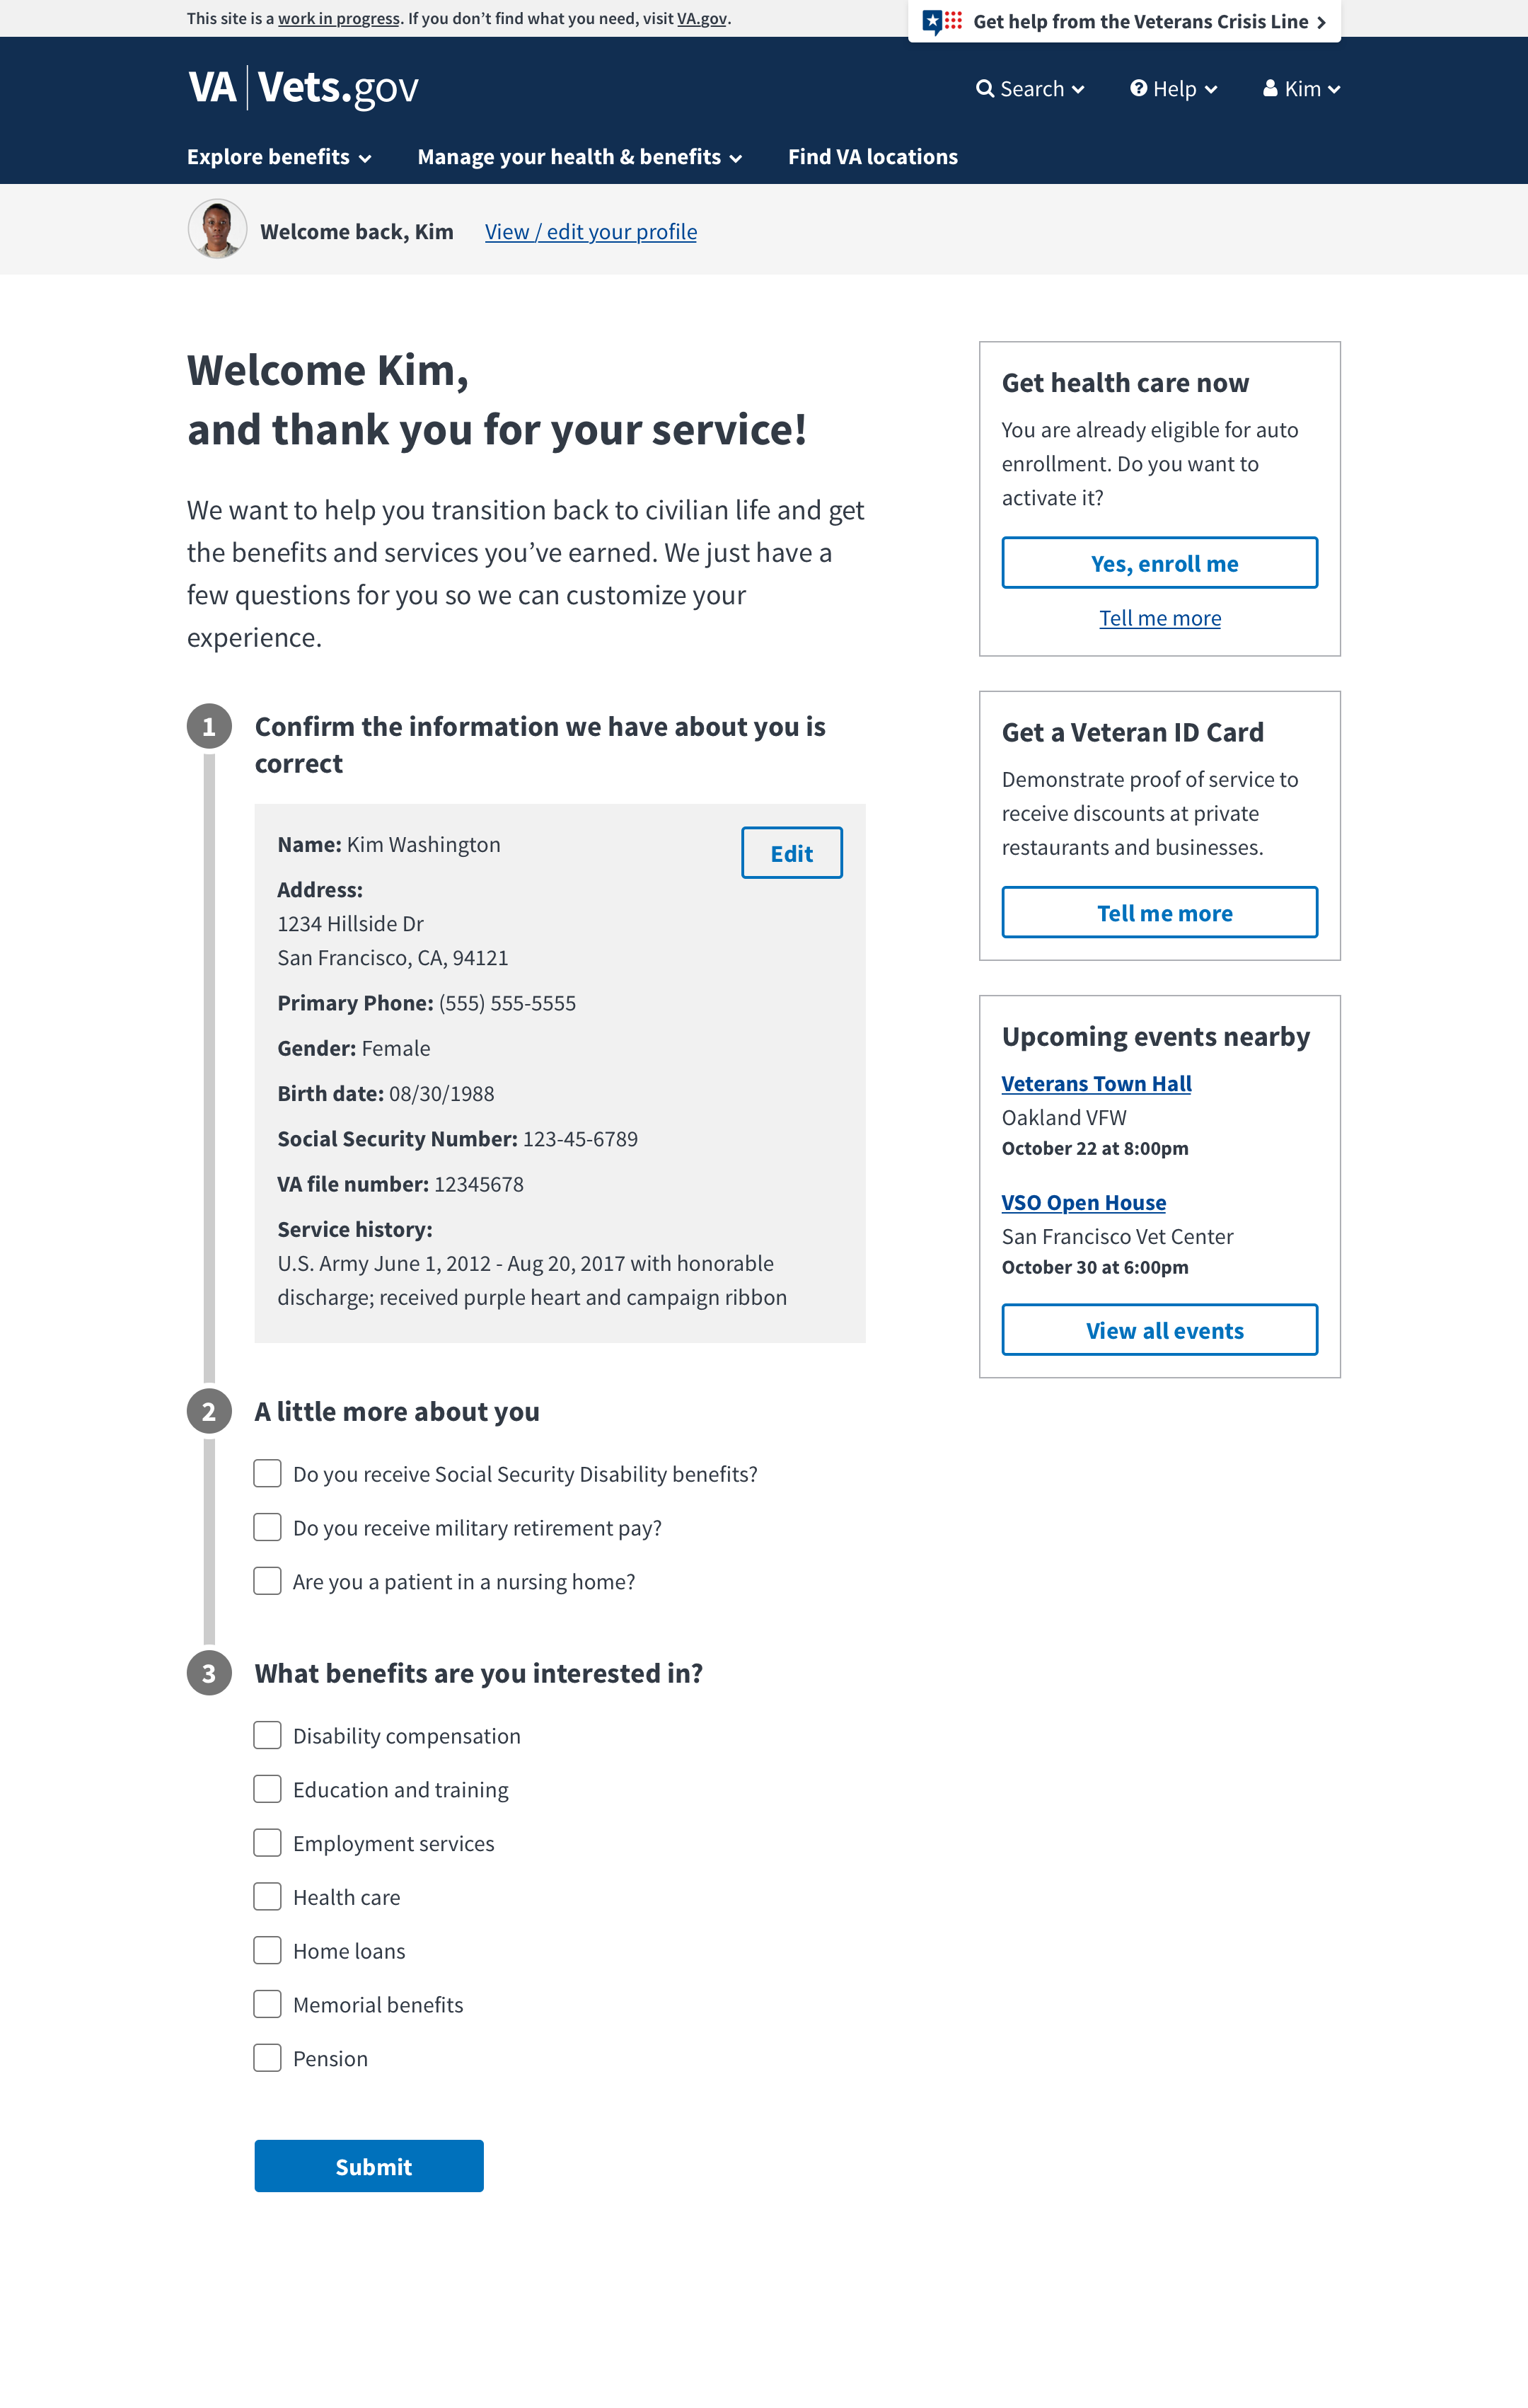 This site is a work in progress. If you don’t find what you need, visit VA.gov.
Get help from the Veterans Crisis Line
VA Vets.gov
Search
Help
Kim
Explore benefits
Manage your health & benefits
Find VA locations
Welcome back, Kim
View / edit your profile
Welcome Kim,
and thank you for your service!
We want to help you transition back to civilian life and get
the benefits and services you’ve earned. We just have a
few questions for you so we can customize your
experience.
1
Confirm the information we have about you is
correct
Name: Kim Washington
Edit
Address:
1234 Hillside Dr
San Francisco, CA, 94121
Primary Phone: (555) 555-5555
Gender: Female
Birth date: 08/30/1988
Social Security Number: 123-45-6789
VA file number: 12345678
Service history:
U.S. Army June 1, 2012 - Aug 20, 2017 with honorable
discharge; received purple heart and campaign ribbon
2
A little more about you
Do you receive Social Security Disability benefits?
Do you receive military retirement pay?
Are you a patient in a nursing home?
3
What benefits are you interested in?
Disability compensation
Education and training
Employment services
Health care
Home loans
Memorial benefits
Pension
Submit
Get health care now
You are already eligible for auto
enrollment. Do you want to
activate it?
Yes, enroll me
Tell me more
Get a Veteran ID Card
Demonstrate proof of service to
receive discounts at private
restaurants and businesses.
Tell me more
Upcoming events nearby
Veterans Town Hall
Oakland VFW
October 22 at 8:00pm
VSO Open House
San Francisco Vet Center
October 30 at 6:00pm
View all events